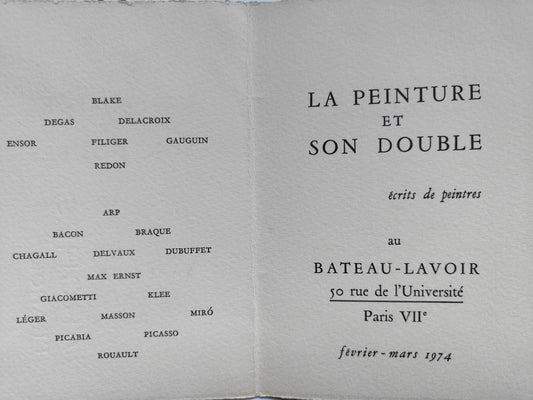 BLAKE
DEGAS DELACROIX
ENSOR FILIGER GAUGUIN
REDON
ARP
BACON BRAQUE
CHAGALL DELVAUX DUBUFFET
MAX ERNST
GIACOMETTI KLEE
LÉGER MASSON MIRÓ
PICABIA PICASSO
ROUAULT
LA PEINTURE
ET
SON DOUBLE
écrits de peintres
au
BATEAU-LAVOIR
50 rue de l'Université
Paris VIIe
février - mars 1974